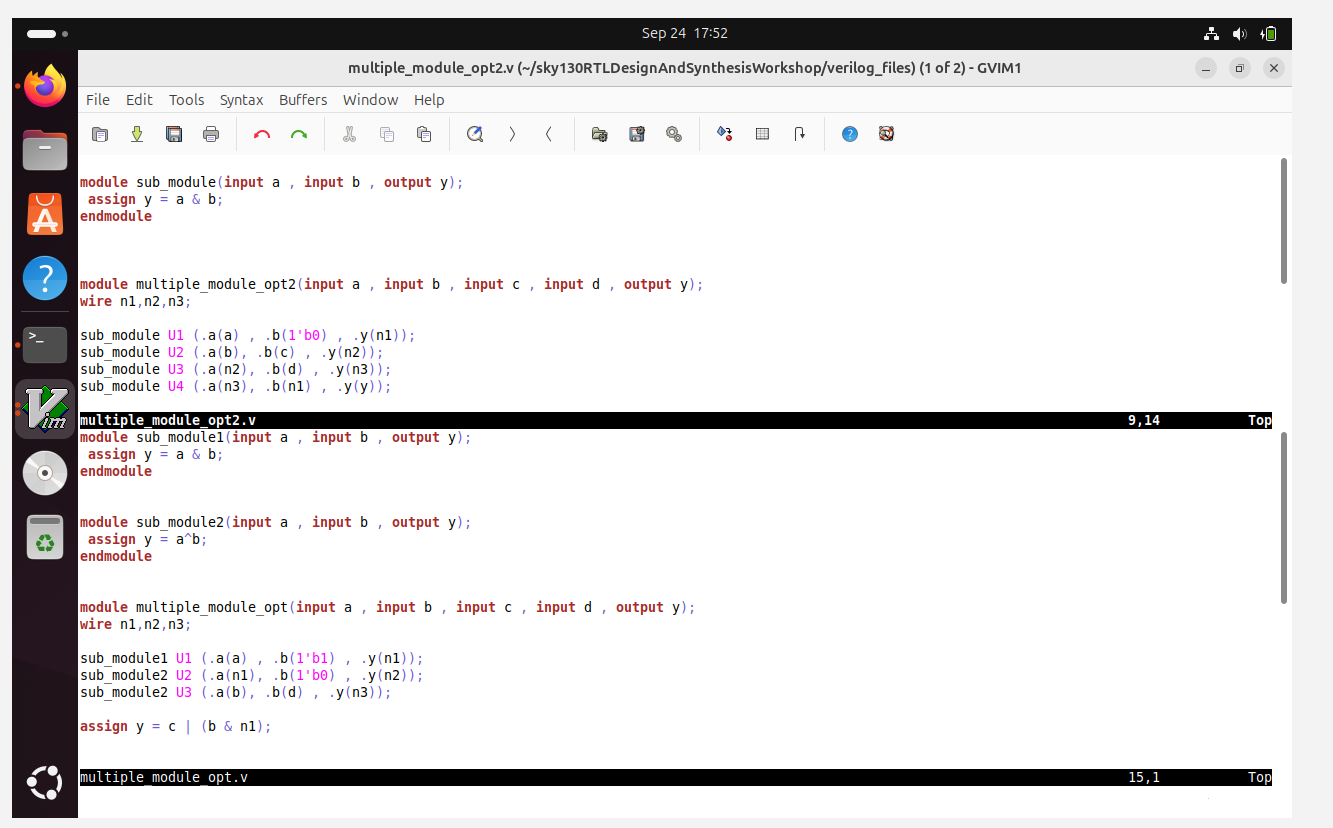 Sep 24 17:52
multiple_module_opt2.v (~/sky130RTLDesignAndSynthesisWorkshop/verilog_files) (1 of 2) - GVIM1
File Edit Tools Syntax Buffers Window Help
module sub_module(input a , input b , output y);
 assign y = a & b;
endmodule
module multiple_module_opt2(input a , input b , input c , input d , output y);
wire n1,n2,n3;
sub_module U1 (.a(a) , .b(1'b0) , .y(n1));
sub_module U2 (.a(b), .b(c) , .y(n2));
sub_module U3 (.a(n2), .b(d) , .y(n3));
sub_module U4 (.a(n3), .b(n1) , .y(y));
multiple_module_opt2.v 9,14 Top
module sub_module1(input a , input b , output y);
 assign y = a & b;
endmodule
module sub_module2(input a , input b , output y);
 assign y = a^b;
endmodule
module multiple_module_opt(input a , input b , input c , input d , output y);
wire n1,n2,n3;
sub_module1 U1 (.a(a) , .b(1'b1) , .y(n1));
sub_module2 U2 (.a(n1), .b(1'b0) , .y(n2));
sub_module2 U3 (.a(b), .b(d) , .y(n3));
assign y = c | (b & n1);
multiple_module_opt.v 15,1 Top